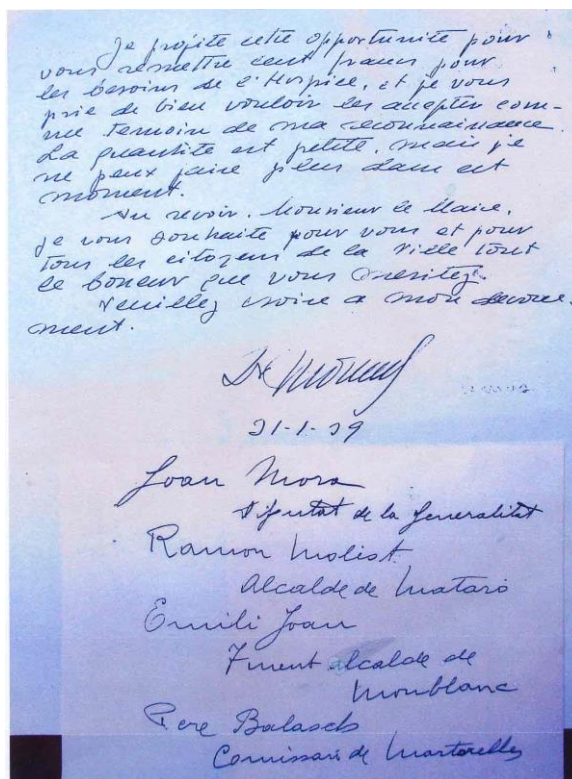 Je profite cette opportunité pour
vous remettre cent francs pour
les besoins de l'Hospice, et je vous
prie de bien vouloir les accepter com-
me temoin de ma reconnaissance.
La quantité est petite, mais je
ne peux faire plus dans cet
moment.
Au revoir, Monsieur le Maire,
je vous souhaite pour vous et pour
tous les citoyens de la Ville tout
le boneur que vous meritez.
Veuillez croire a mon devoue-
ment.
Dr
31-1-39
Joan Mora
Diputat de la Generalitat
Ramon Molist
Alcalde de Mataró
Emili Joan
Tinent alcalde de
Monblanc
Pere
Comissari de Martorelles